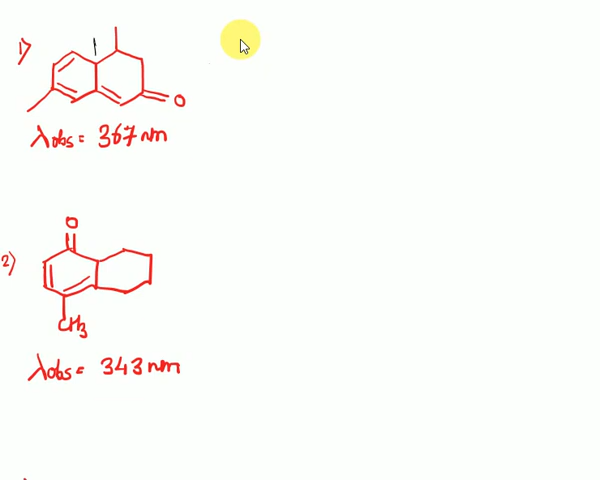 1)
O
λobs = 367 nm
O
2)
CH3
λobs = 343 nm